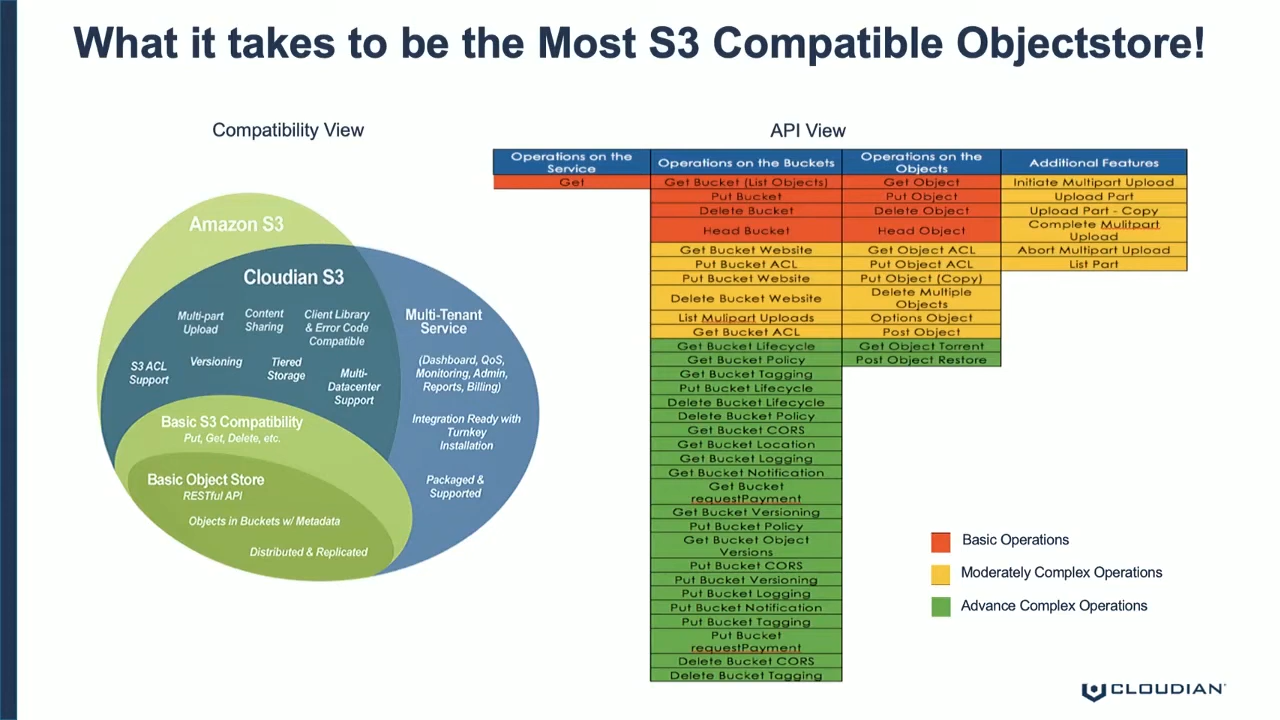 What it takes to be the Most S3 Compatible Objectstore!
Compatibility View
Amazon S3
Cloudian S3
Multi-part
Upload
Content
Sharing
Client Library
& Error Code
Compatible
S3 ACL
Support
Versioning
Tiered
Storage
Multi-
Datacenter
Support
Multi-Tenant
Service
(Dashboard, QoS,
Monitoring, Admin,
Reports, Billing)
Integration Ready with
Turnkey
Installation
Packaged &
Supported
Basic S3 Compatibility
Put, Get, Delete, etc.
Basic Object Store
RESTful API
Objects in Buckets w/ Metadata
Distributed & Replicated
API View
Operations on the
Service
Get
Operations on the Buckets
Get Bucket (List Objects)
Put Bucket
Delete Bucket
Head Bucket
Get Bucket Website
Put Bucket ACL
Put Bucket Website
Delete Bucket Website
List Mulipart Uploads
Get Bucket ACL
Get Bucket Lifecycle
Get Bucket Policy
Get Bucket Tagging
Put Bucket Lifecycle
Delete Bucket Lifecycle
Delete Bucket Policy
Get Bucket CORS
Get Bucket Location
Get Bucket Logging
Get Bucket Notification
Get Bucket
requestPayment
Get Bucket Versioning
Put Bucket Policy
Get Bucket Object
Versions
Put Bucket CORS
Put Bucket Versioning
Put Bucket Logging
Put Bucket Notification
Put Bucket Tagging
Put Bucket
requestPayment
Delete Bucket CORS
Delete Bucket Tagging
Operations on the
Objects
Get Object
Put Object
Delete Object
Head Object
Get Object ACL
Put Object ACL
Put Object (Copy)
Delete Multiple
Objects
Options Object
Post Object
Get Object Torrent
Post Object Restore
Additional Features
Initiate Multipart Upload
Upload Part
Upload Part - Copy
Complete Mulitpart
Upload
Abort Multipart Upload
List Part
Basic Operations
Moderately Complex Operations
Advance Complex Operations
CLOUDIAN